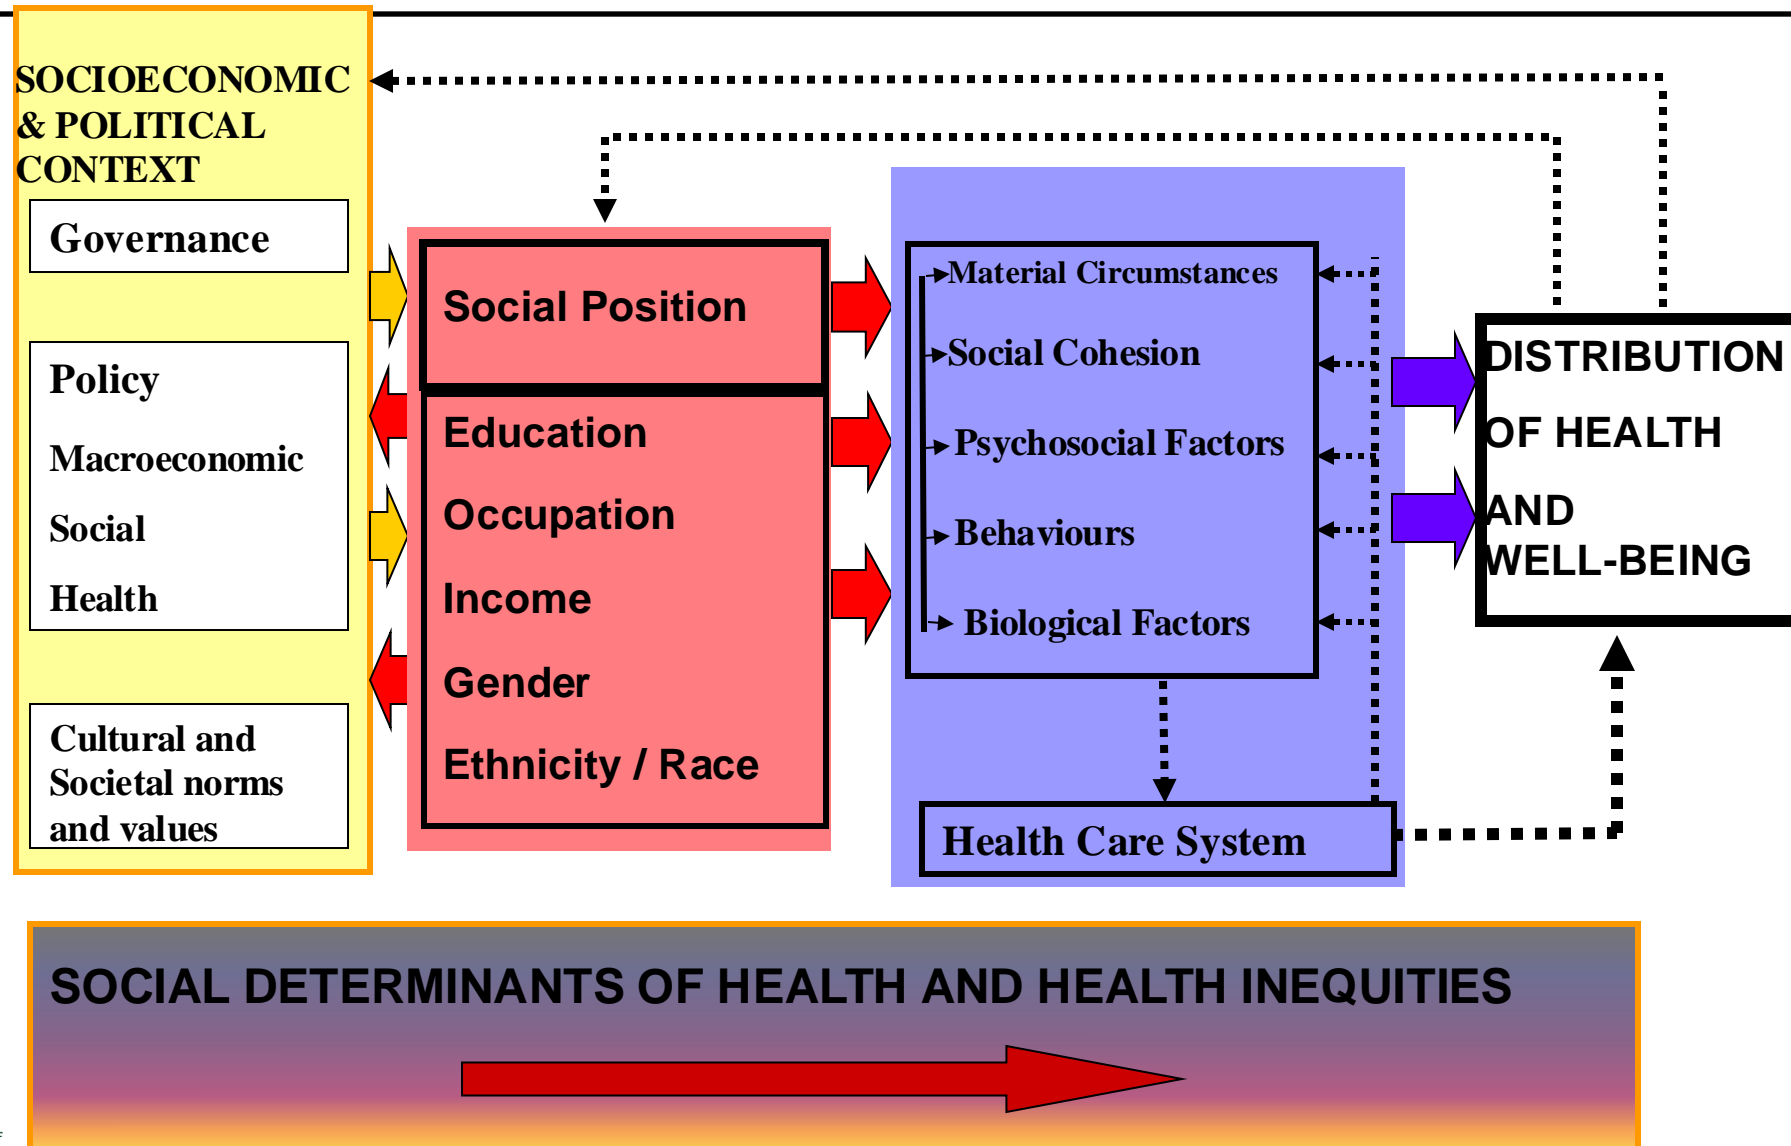 SOCIOECONOMIC
& POLITICAL
CONTEXT
Governance
Policy
Macroeconomic
Social
Health
Cultural and
Societal norms
and values
Social Position
Education
Occupation
Income
Gender
Ethnicity / Race
Material Circumstances
Social Cohesion
Psychosocial Factors
Behaviours
Biological Factors
Health Care System
DISTRIBUTION
OF HEALTH
AND
WELL-BEING
SOCIAL DETERMINANTS OF HEALTH AND HEALTH INEQUITIES